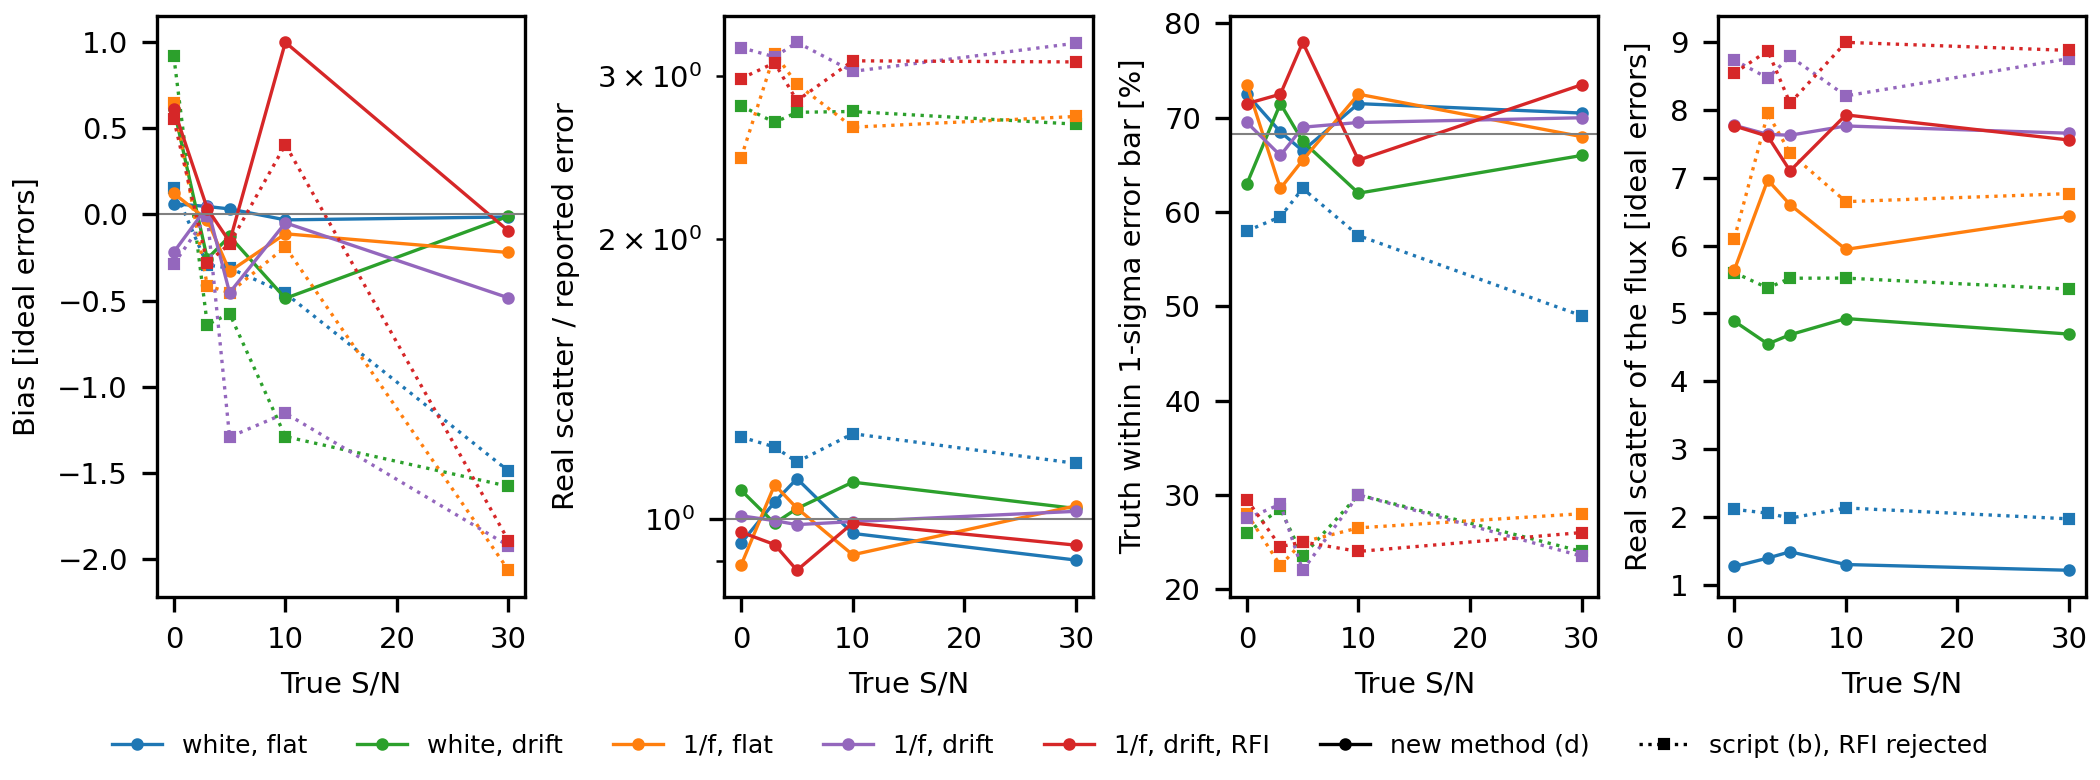 Bias [ideal errors]
1.0
0.5
0.0
−0.5
−1.0
−1.5
−2.0
0 10 20 30
True S/N
Real scatter / reported error
3 × 10⁰
2 × 10⁰
10⁰
0 10 20 30
True S/N
Truth within 1-sigma error bar [%]
80
70
60
50
40
30
20
0 10 20 30
True S/N
Real scatter of the flux [ideal errors]
9
8
7
6
5
4
3
2
1
0 10 20 30
True S/N
white, flat white, drift 1/f, flat 1/f, drift 1/f, drift, RFI new method (d) script (b), RFI rejected